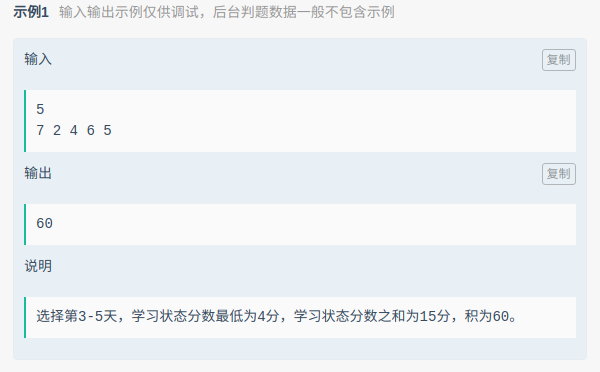 示例1 输入输出示例仅供调试，后台判题数据一般不包含示例
输入
复制
5
7 2 4 6 5
输出
复制
60
说明
选择第3-5天，学习状态分数最低为4分，学习状态分数之和为15分，积为60。